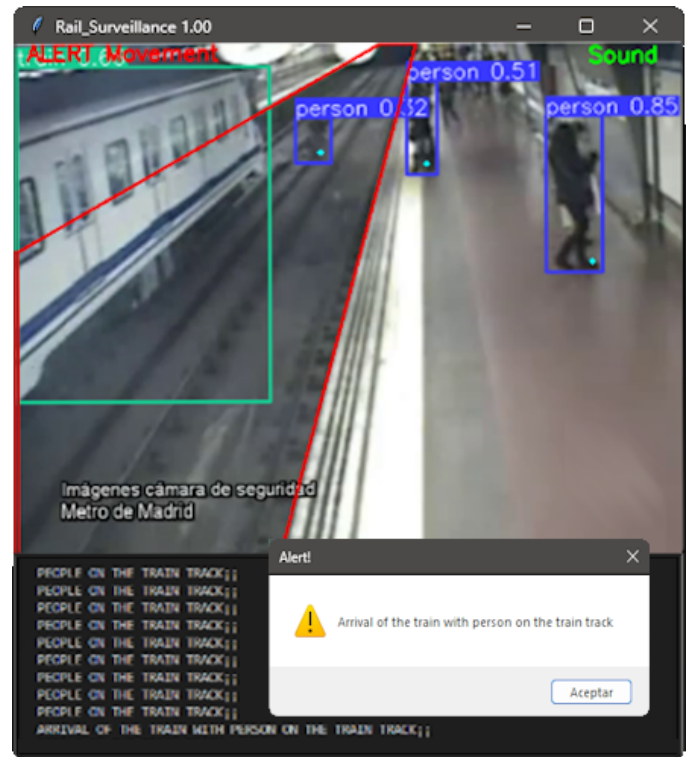 Rail_Surveillance 1.00
ALERT Movement
Sound
person 0.51
person 0.32
person 0.85
Imágenes cámara de seguridad
Metro de Madrid
PEOPLE ON THE TRAIN TRACK¡¡
PEOPLE ON THE TRAIN TRACK¡¡
PEOPLE ON THE TRAIN TRACK¡¡
PEOPLE ON THE TRAIN TRACK¡¡
PEOPLE ON THE TRAIN TRACK¡¡
PEOPLE ON THE TRAIN TRACK¡¡
PEOPLE ON THE TRAIN TRACK¡¡
PEOPLE ON THE TRAIN TRACK¡¡
PEOPLE ON THE TRAIN TRACK¡¡
ARRIVAL OF THE TRAIN WITH PERSON ON THE TRAIN TRACK¡¡
Alert!
Arrival of the train with person on the train track
Aceptar